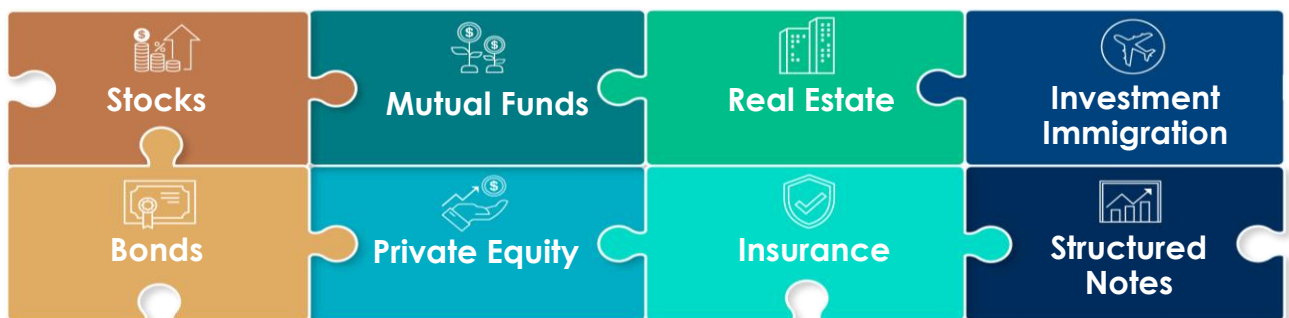 Stocks
Mutual Funds
Real Estate
Investment
Immigration
Bonds
Private Equity
Insurance
Structured
Notes